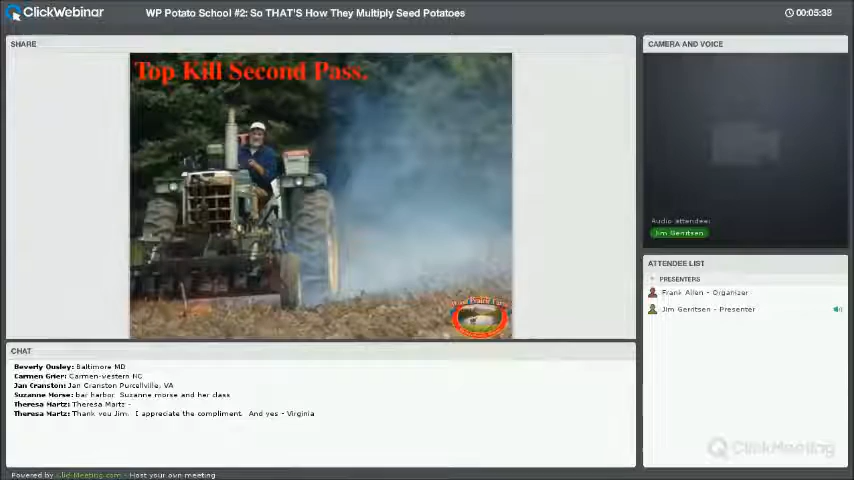 ClickWebinar
WP Potato School #2: So THAT'S How They Multiply Seed Potatoes
00:05:38
SHARE
Top Kill Second Pass.
Wood Prairie Farm
CAMERA AND VOICE
Audio attendee:
Jim Gerritsen
ATTENDEE LIST
PRESENTERS
Frank Allen - Organizer
Jim Gerritsen - Presenter
CHAT
Beverly Ousley: Baltimore MD
Carmen Grier: Carmen-western NC
Jan Cranston: Jan Cranston Purcellville, VA
Suzanne Morse: bar harbor Suzanne morse and her class
Theresa Martz: Theresa Martz -
Theresa Martz: Thank you Jim. I appreciate the compliment. And yes - Virginia
ClickMeeting
Powered by ClickMeeting.com - Host your own meeting